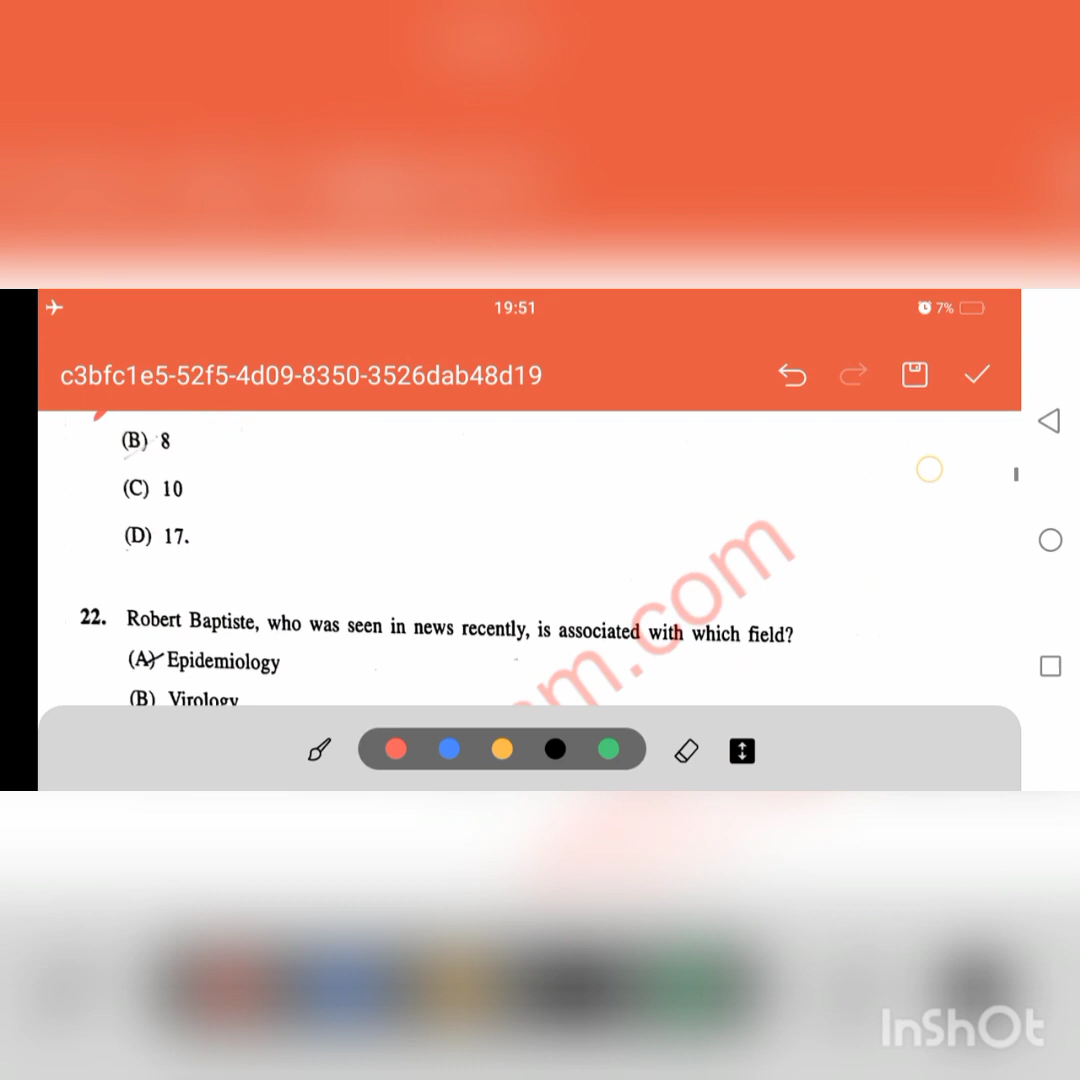 19:51
7%
c3bfc1e5-52f5-4d09-8350-3526dab48d19
(B) 8
(C) 10
(D) 17.
22. Robert Baptiste, who was seen in news recently, is associated with which field?
(A) Epidemiology
(B) Virology
m.com
InShOt